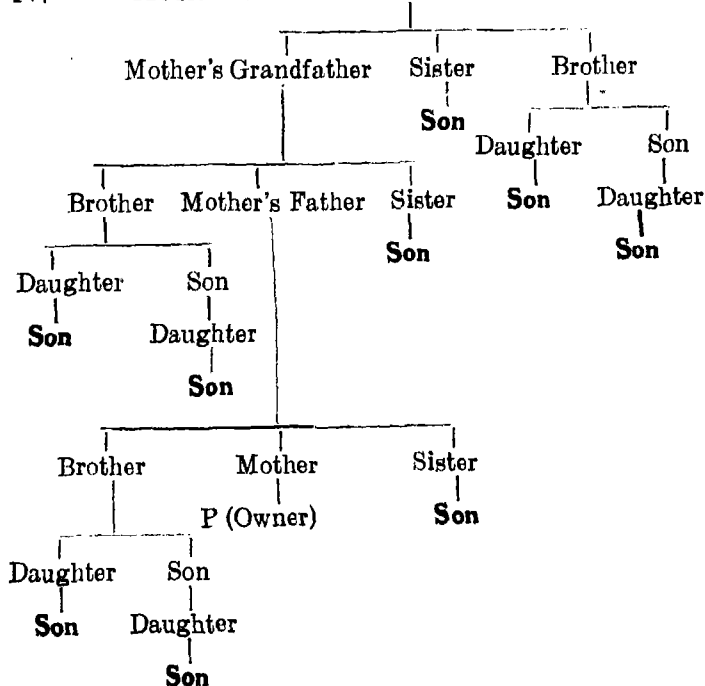 Mother's Grandfather Sister Brother
Son
Daughter Son
Brother Mother's Father Sister Son Daughter
Son Son
Daughter Son
Son Daughter
Son
Brother Mother Sister
P (Owner) Son
Daughter Son
Son Daughter
Son